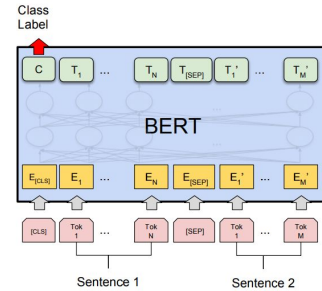 Class
Label
C T1 ... TN T[SEP] T1' ... TM'
BERT
E[CLS] E1 ... EN E[SEP] E1' ... EM'
[CLS] Tok 1 ... Tok N [SEP] Tok 1 ... Tok M
Sentence 1 Sentence 2